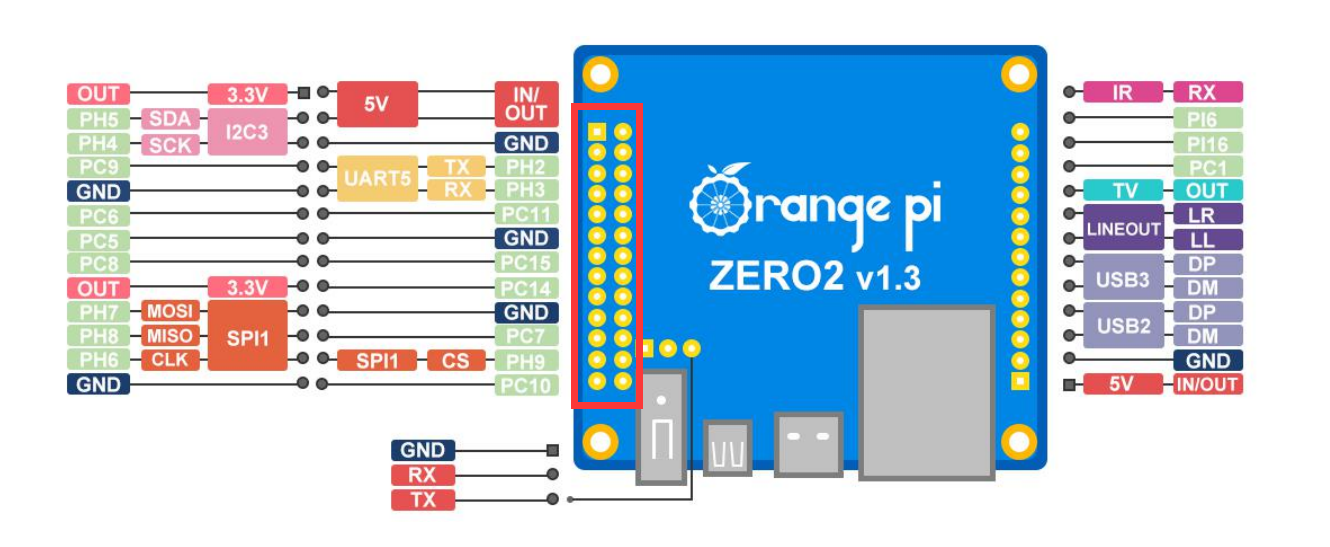 OUT 3.3V 5V IN/OUT
PH5 SDA I2C3
PH4 SCK GND
PC9 UART5 TX PH2
GND RX PH3
PC6 PC11
PC5 GND
PC8 PC15
OUT 3.3V PC14
PH7 MOSI SPI1 GND
PH8 MISO PC7
PH6 CLK SPI1 CS PH9
GND PC10
GND
RX
TX
Orange pi
ZERO2 v1.3
IR RX
PI6
PI16
PC1
TV OUT
LINEOUT LR
LL
USB3 DP
DM
USB2 DP
DM
GND
5V IN/OUT